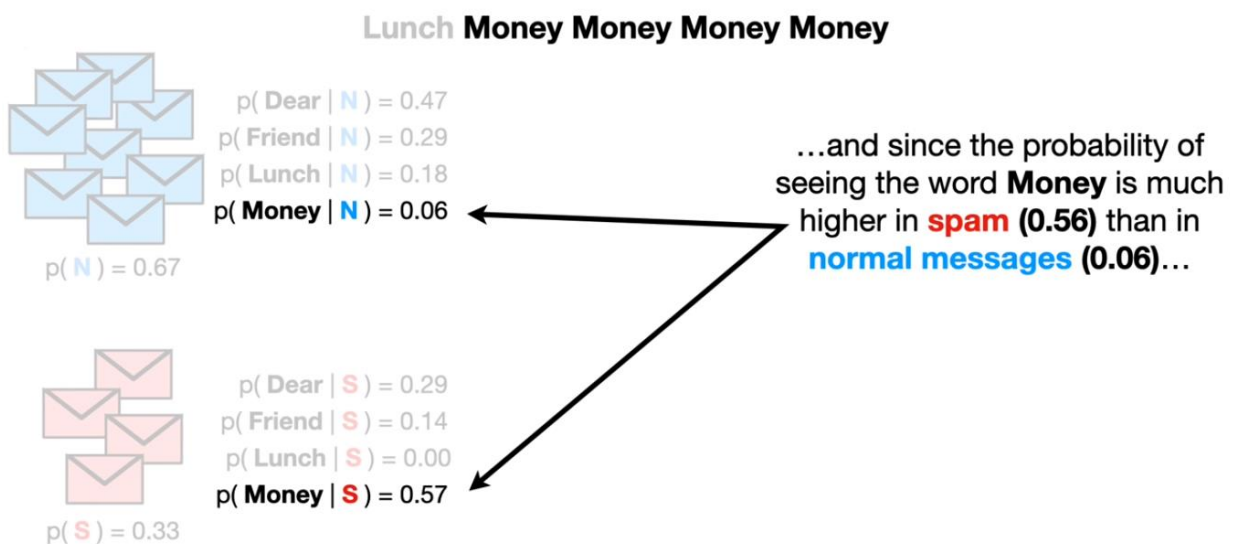 Lunch Money Money Money Money
p( Dear | N ) = 0.47
p( Friend | N ) = 0.29
p( Lunch | N ) = 0.18
p( Money | N ) = 0.06
p( N ) = 0.67
…and since the probability of
seeing the word Money is much
higher in spam (0.56) than in
normal messages (0.06)…
p( Dear | S ) = 0.29
p( Friend | S ) = 0.14
p( Lunch | S ) = 0.00
p( Money | S ) = 0.57
p( S ) = 0.33